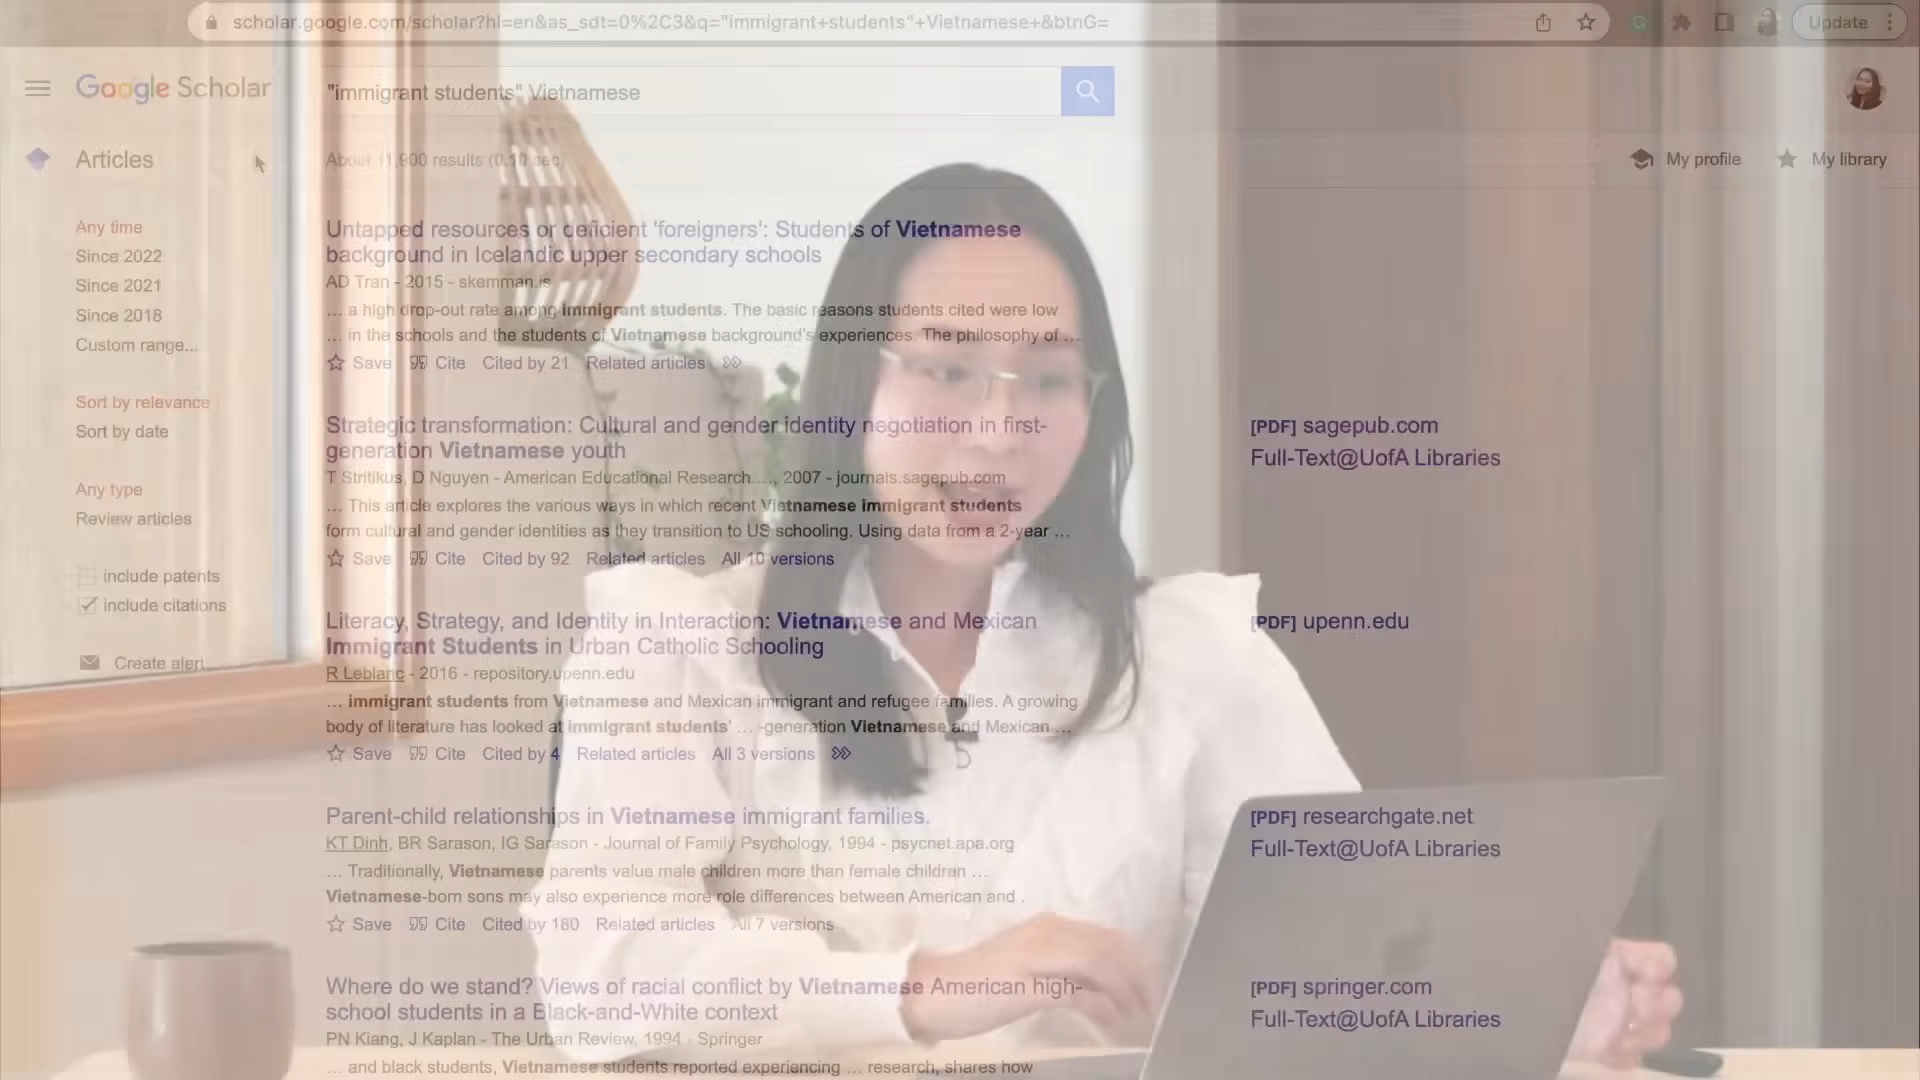 scholar.google.com/scholar?hl=en&as_sdt=0%2C3&q="immigrant+students"+Vietnamese+&btnG=
Update
Google Scholar
"immigrant students" Vietnamese
Articles
About 11,900 results (0.10 sec)
My profile
My library
Any time
Since 2022
Since 2021
Since 2018
Custom range...
Sort by relevance
Sort by date
Any type
Review articles
include patents
include citations
Create alert
Untapped resources or deficient 'foreigners': Students of Vietnamese
background in Icelandic upper secondary schools
AD Tran - 2015 - skemman.is
... a high drop-out rate among Immigrant students. The basic reasons students cited were low
... in the schools and the students of Vietnamese background's experiences. The philosophy of ...
Save Cite Cited by 21 Related articles
Strategic transformation: Cultural and gender identity negotiation in first-
generation Vietnamese youth
T Stritikus, D Nguyen - American Educational Research ..., 2007 - journals.sagepub.com
... This article explores the various ways in which recent Vietnamese immigrant students
form cultural and gender identities as they transition to US schooling. Using data from a 2-year ...
Save Cite Cited by 92 Related articles All 10 versions
[PDF] sagepub.com
Full-Text@UofA Libraries
Literacy, Strategy, and Identity in Interaction: Vietnamese and Mexican
Immigrant Students in Urban Catholic Schooling
R Leblanc - 2016 - repository.upenn.edu
... immigrant students from Vietnamese and Mexican immigrant and refugee families. A growing
body of literature has looked at immigrant students' ... -generation Vietnamese and Mexican ...
Save Cite Cited by 4 Related articles All 3 versions
[PDF] upenn.edu
Parent-child relationships in Vietnamese immigrant families.
KT Dinh, BR Sarason, IG Sarason - Journal of Family Psychology, 1994 - psycnet.apa.org
... Traditionally, Vietnamese parents value male children more than female children ...
Vietnamese-born sons may also experience more role differences between American and .
Save Cite Cited by 180 Related articles All 7 versions
[PDF] researchgate.net
Full-Text@UofA Libraries
Where do we stand? Views of racial conflict by Vietnamese American high-
school students in a Black-and-White context
PN Kiang, J Kaplan - The Urban Review, 1994 - Springer
... and black students, Vietnamese students reported experiencing ... research, shares how
[PDF] springer.com
Full-Text@UofA Libraries